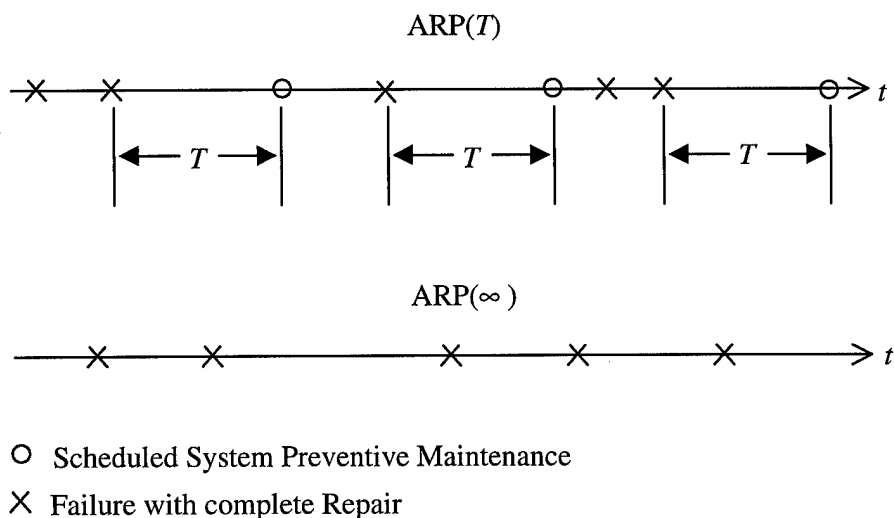 ARP(T)
t
T T T
ARP(∞)
t
Scheduled System Preventive Maintenance
Failure with complete Repair